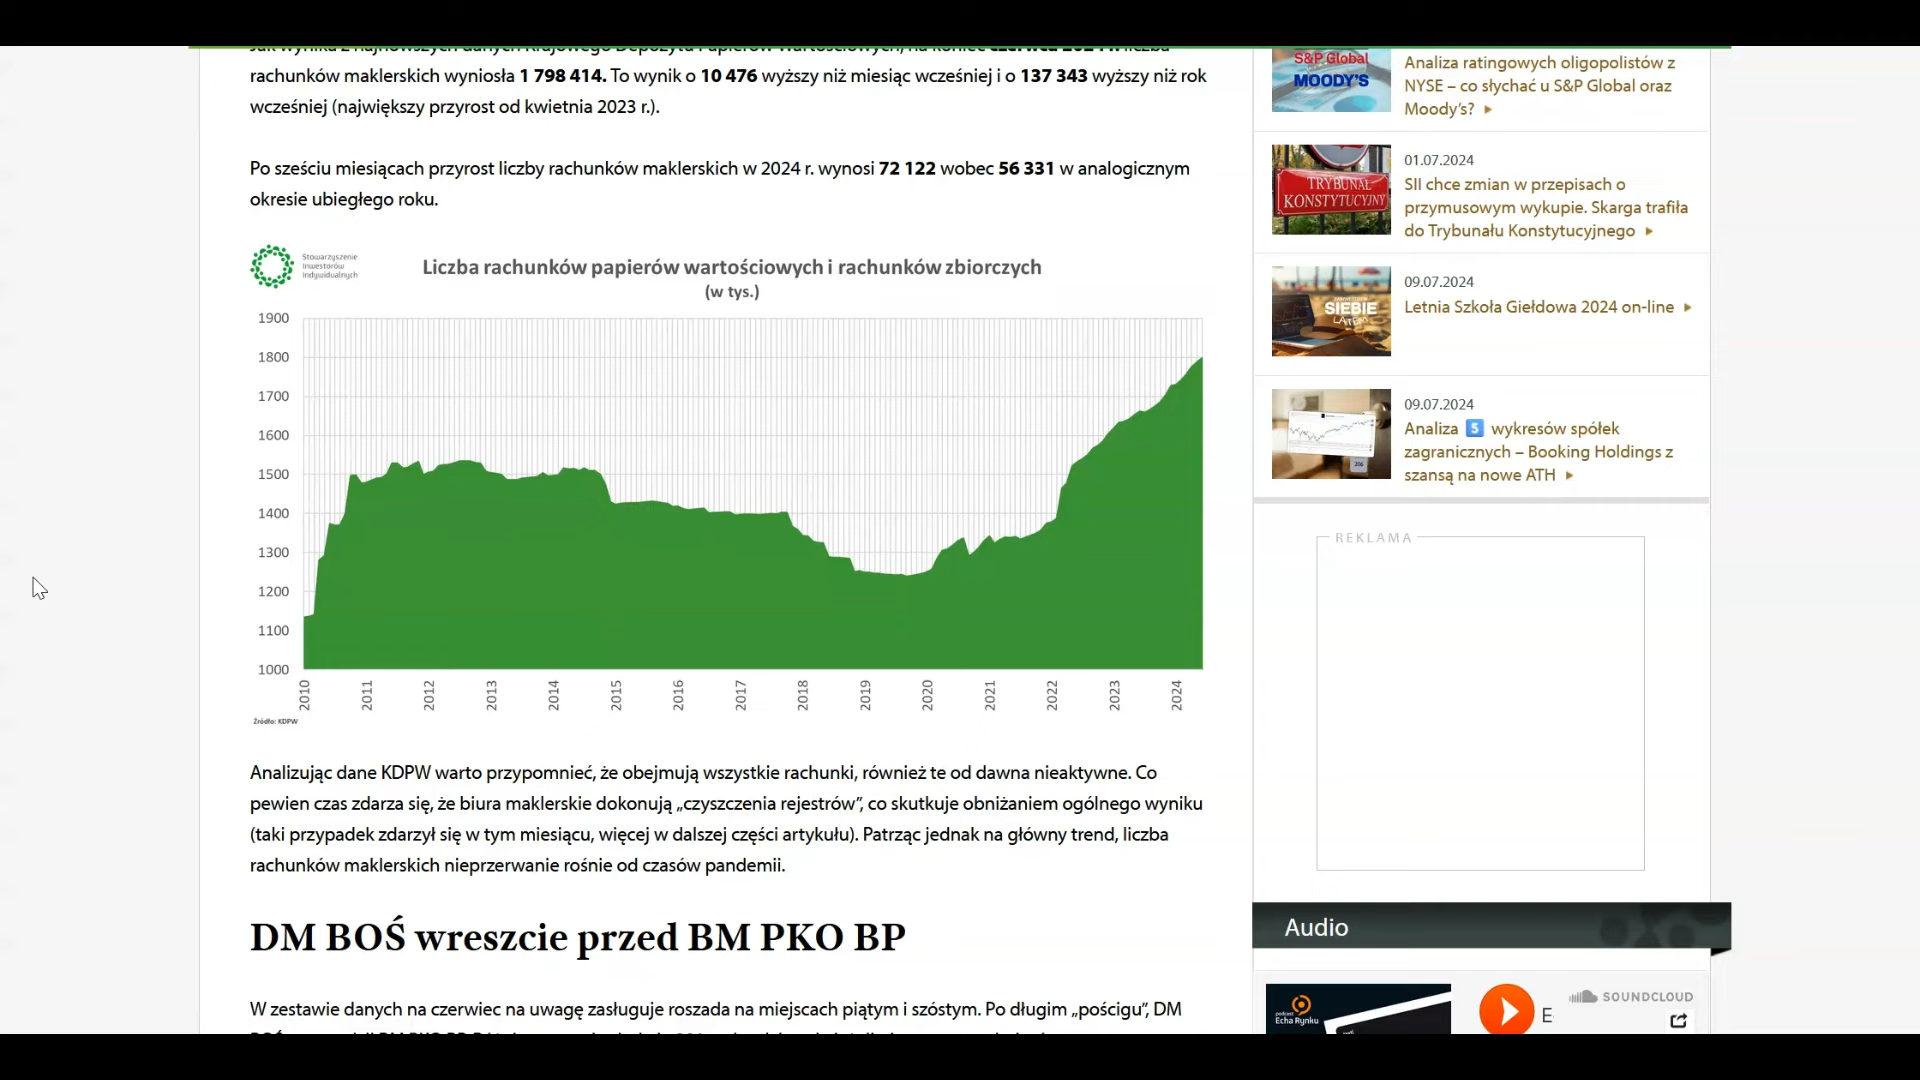 rachunków maklerskich wyniosła 1 798 414. To wynik o 10 476 wyższy niż miesiąc wcześniej i o 137 343 wyższy niż rok
wcześniej (największy przyrost od kwietnia 2023 r.).
Po sześciu miesiącach przyrost liczby rachunków maklerskich w 2024 r. wynosi 72 122 wobec 56 331 w analogicznym
okresie ubiegłego roku.
Stowarzyszenie
Inwestorów
Indywidualnych
Liczba rachunków papierów wartościowych i rachunków zbiorczych
(w tys.)
1900
1800
1700
1600
1500
1400
1300
1200
1100
1000
2010
2011
2012
2013
2014
2015
2016
2017
2018
2019
2020
2021
2022
2023
2024
Źródło: KDPW
Analizując dane KDPW warto przypomnieć, że obejmują wszystkie rachunki, również te od dawna nieaktywne. Co
pewien czas zdarza się, że biura maklerskie dokonują „czyszczenia rejestrów”, co skutkuje obniżaniem ogólnego wyniku
(taki przypadek zdarzył się w tym miesiącu, więcej w dalszej części artykułu). Patrząc jednak na główny trend, liczba
rachunków maklerskich nieprzerwanie rośnie od czasów pandemii.
DM BOŚ wreszcie przed BM PKO BP
W zestawie danych na czerwiec na uwagę zasługuje roszada na miejscach piątym i szóstym. Po długim „pościgu”, DM
S&P Global
MOODY'S
Analiza ratingowych oligopolistów z
NYSE – co słychać u S&P Global oraz
Moody's?
TRYBUNAŁ
KONSTYTUCYJNY
01.07.2024
SII chce zmian w przepisach o
przymusowym wykupie. Skarga trafiła
do Trybunału Konstytucyjnego
SIEBIE
LATEM
09.07.2024
Letnia Szkoła Giełdowa 2024 on-line
09.07.2024
Analiza 5 wykresów spółek
zagranicznych – Booking Holdings z
szansą na nowe ATH
REKLAMA
Audio
podcast
Echa Rynku
E
SOUNDCLOUD